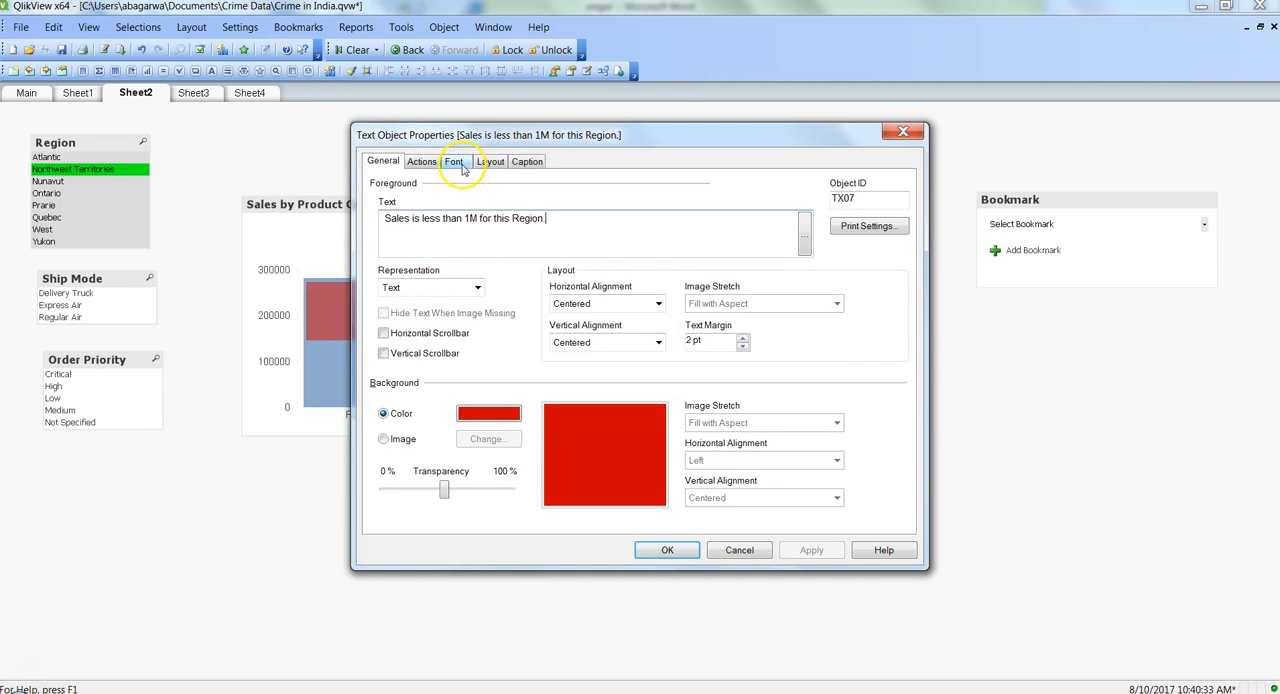 QlikView x64 - [C:\Users\abagarwa\Documents\Crime Data\Crime in India.qvw*]
File Edit View Selections Layout Settings Bookmarks Reports Tools Object Window Help
Clear Back Forward Lock Unlock
Main Sheet1 Sheet2 Sheet3 Sheet4
Region
Atlantic
Northwest Territories
Nunavut
Ontario
Prarie
Quebec
West
Yukon
Ship Mode
Delivery Truck
Express Air
Regular Air
Order Priority
Critical
High
Low
Medium
Not Specified
Sales by Product C
300000
200000
100000
0
Text Object Properties [Sales is less than 1M for this Region.]
General Actions Font Layout Caption
Foreground
Text
Sales is less than 1M for this Region.
...
Object ID
TX07
Print Settings...
Representation
Text
Hide Text When Image Missing
Horizontal Scrollbar
Vertical Scrollbar
Layout
Horizontal Alignment
Centered
Vertical Alignment
Centered
Image Stretch
Fill with Aspect
Text Margin
2 pt
Background
Color
Image
Change...
0 % Transparency 100 %
Image Stretch
Fill with Aspect
Horizontal Alignment
Left
Vertical Alignment
Centered
OK Cancel Apply Help
Bookmark
Select Bookmark
Add Bookmark
For Help, press F1
8/10/2017 10:40:33 AM*